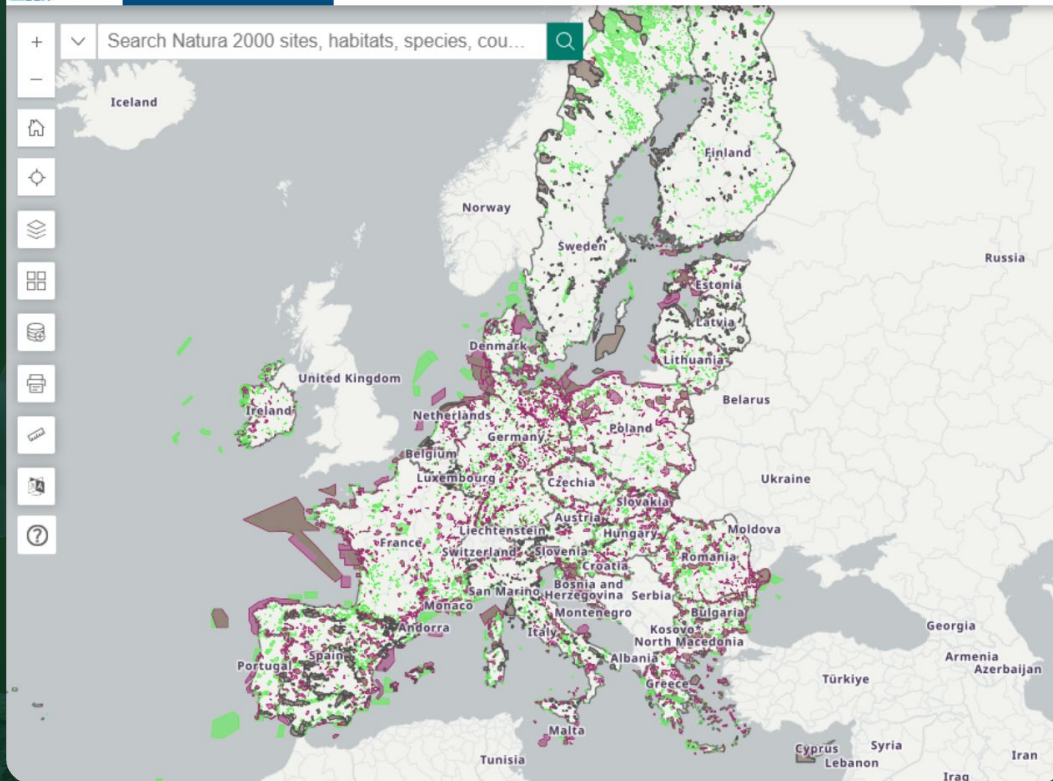 +
Search Natura 2000 sites, habitats, species, cou...
−
Iceland
Finland
Norway
Sweden
Russia
Estonia
Latvia
Denmark
Lithuania
United Kingdom
Belarus
Ireland
Netherlands
Poland
Germany
Belgium
Luxembourg
Czechia
Ukraine
Slovakia
Austria
Moldova
Liechtenstein
Hungary
France
Switzerland
Slovenia
Romania
Croatia
Bosnia and
Herzegovina
San Marino
Serbia
Monaco
Montenegro
Bulgaria
Andorra
Georgia
Kosovo*
Italy
North Macedonia
Spain
Albania
Armenia
Portugal
Azerbaijan
Türkiye
Greece
Malta
Cyprus
Syria
Tunisia
Lebanon
Iran
Iraq